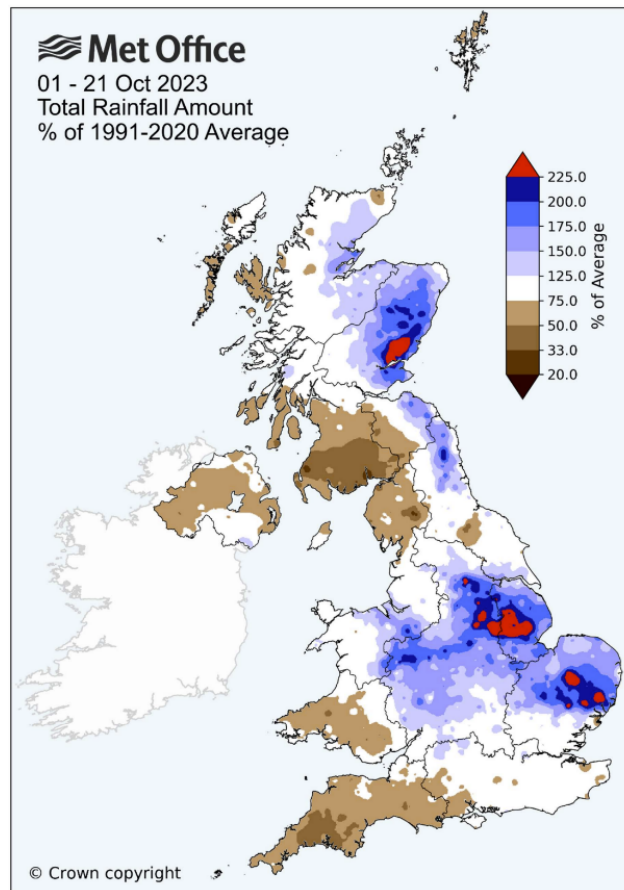 Met Office
01 - 21 Oct 2023
Total Rainfall Amount
% of 1991-2020 Average
225.0
200.0
175.0
150.0
125.0
75.0
50.0
33.0
20.0
% of Average
© Crown copyright